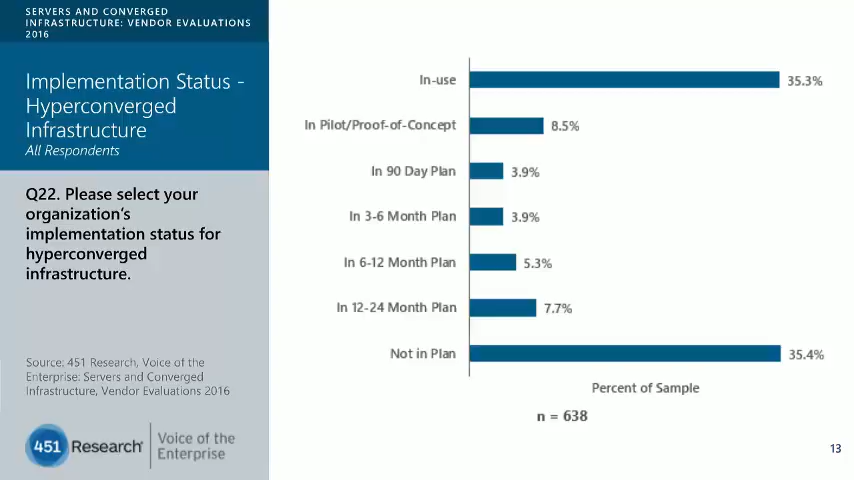 SERVERS AND CONVERGED
INFRASTRUCTURE: VENDOR EVALUATIONS
2016
Implementation Status -
Hyperconverged
Infrastructure
All Respondents
Q22. Please select your
organization's
implementation status for
hyperconverged
infrastructure.
Source: 451 Research, Voice of the
Enterprise: Servers and Converged
Infrastructure, Vendor Evaluations 2016
451 Research
Voice of the
Enterprise
In-use 35.3%
In Pilot/Proof-of-Concept 8.5%
In 90 Day Plan 3.9%
In 3-6 Month Plan 3.9%
In 6-12 Month Plan 5.3%
In 12-24 Month Plan 7.7%
Not in Plan 35.4%
Percent of Sample
n = 638
13